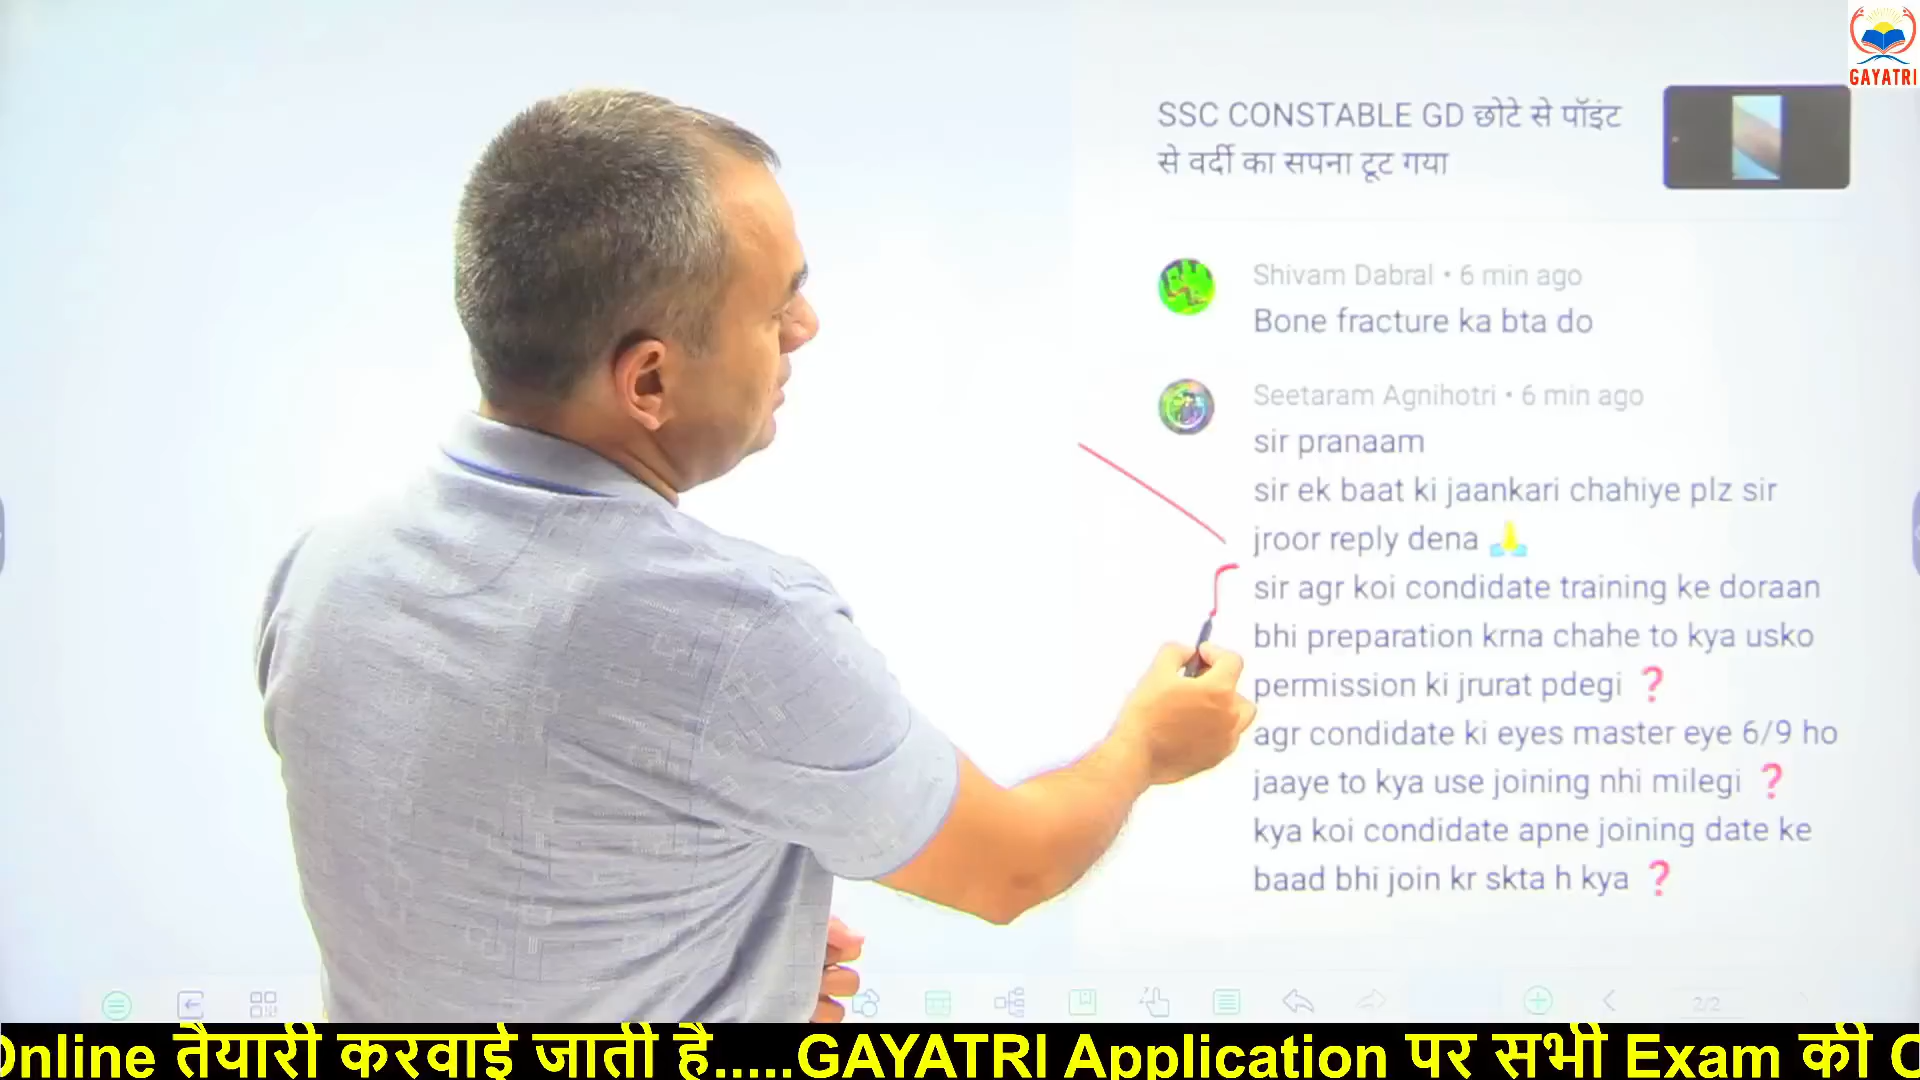 GAYATRI
SSC CONSTABLE GD छोटे से पॉइंट
से वर्दी का सपना टूट गया
Shivam Dabral • 6 min ago
Bone fracture ka bta do
Seetaram Agnihotri • 6 min ago
sir pranaam
sir ek baat ki jaankari chahiye plz sir
jroor reply dena 🙏
sir agr koi condidate training ke doraan
bhi preparation krna chahe to kya usko
permission ki jrurat pdegi ❓
agr condidate ki eyes master eye 6/9 ho
jaaye to kya use joining nhi milegi ❓
kya koi condidate apne joining date ke
baad bhi join kr skta h kya ❓
2/2
Online तैयारी करवाई जाती है.....GAYATRI Application पर सभी Exam की